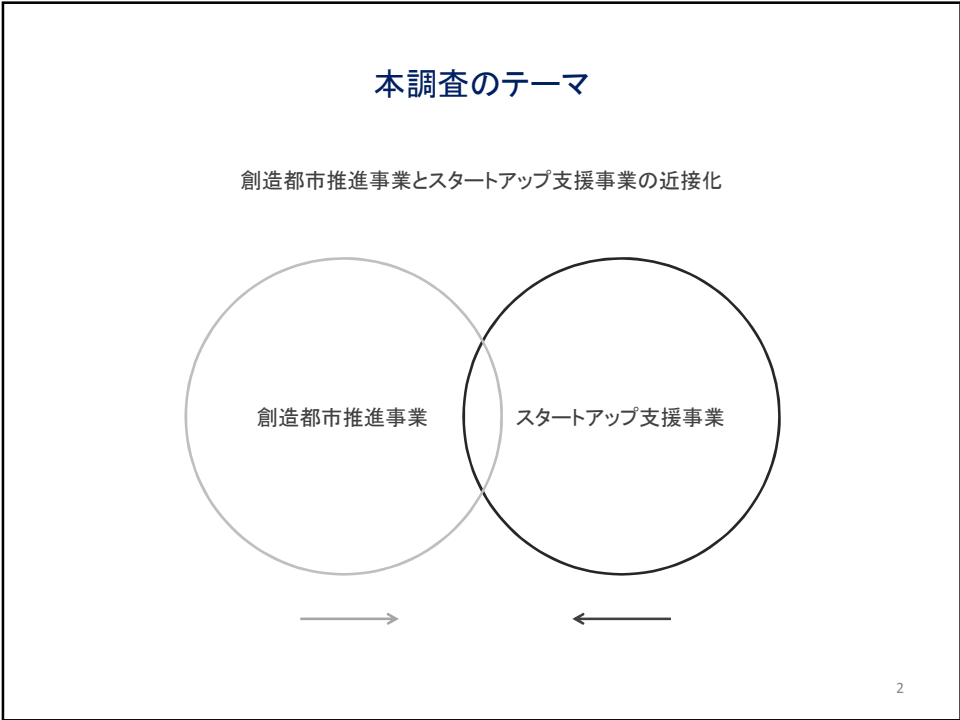 本調査のテーマ
創造都市推進事業とスタートアップ支援事業の近接化
創造都市推進事業
スタートアップ支援事業
2